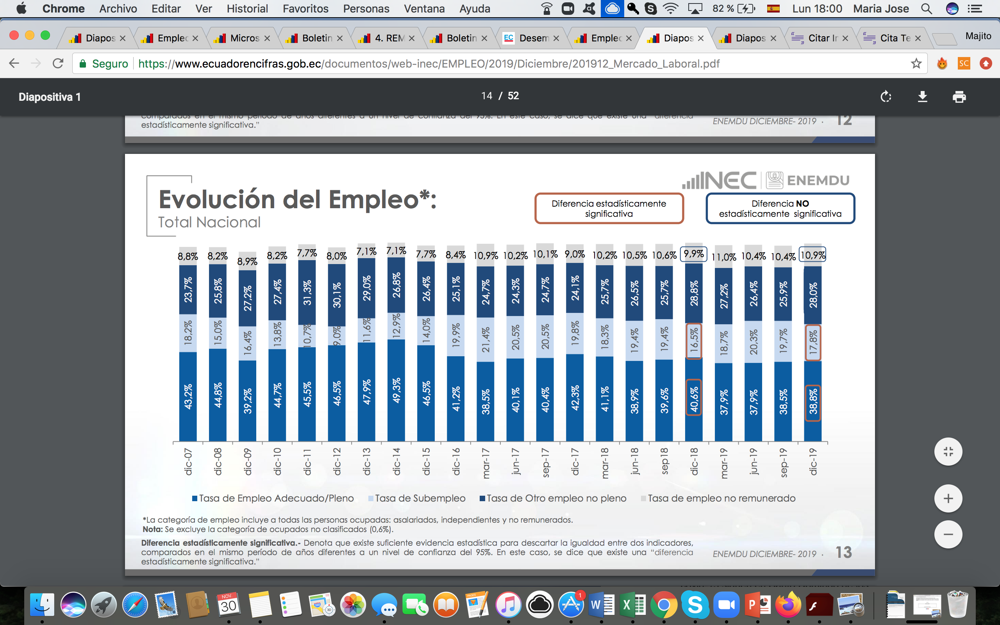 Chrome Archivo Editar Ver Historial Favoritos Personas Ventana Ayuda 82 % Lun 18:00 Maria Jose
Diapos Empleo Micros Boletin 4. REM Boletin EC Desem Empleo Diapos Diapos Citar Ir Cita Te Majito
Seguro https://www.ecuadorencifras.gob.ec/documentos/web-inec/EMPLEO/2019/Diciembre/201912_Mercado_Laboral.pdf SC
Diapositiva 1 14 / 52
comparados en el mismo período de años diferentes a un nivel de confianza del 95%. En este caso, se dice que existe una "diferencia
estadísticamente significativa."
ENEMDU DICIEMBRE- 2019 · 12
INEC ENEMDU
Evolución del Empleo*:
Total Nacional
Diferencia estadísticamente
significativa
Diferencia NO
estadísticamente significativa
8,8% 8,2% 8,9% 8,2% 7,7% 8,0% 7,1% 7,1% 7,7% 8,4% 10,9% 10,2% 10,1% 9,0% 10,2% 10,5% 10,6% 9,9% 11,0% 10,4% 10,4% 10,9%
23,7% 25,8% 27,2% 27,4% 31,3% 30,1% 29,0% 26,8% 26,4% 25,1% 24,7% 24,3% 24,7% 24,1% 25,7% 26,5% 25,7% 28,8% 27,2% 26,4% 25,9% 28,0%
18,2% 15,0% 16,4% 13,8% 10,7% 9,0% 11,6% 12,9% 14,0% 19,9% 21,4% 20,5% 20,5% 19,8% 18,3% 19,4% 19,4% 16,5% 18,7% 20,3% 19,7% 17,8%
43,2% 44,8% 39,2% 44,7% 45,5% 46,5% 47,9% 49,3% 46,5% 41,2% 38,5% 40,1% 40,4% 42,3% 41,1% 38,9% 39,6% 40,6% 37,9% 37,9% 38,5% 38,8%
dic-07 dic-08 dic-09 dic-10 dic-11 dic-12 dic-13 dic-14 dic-15 dic-16 mar-17 jun-17 sep-17 dic-17 mar-18 jun-18 sep18 dic-18 mar-19 jun-19 sep-19 dic-19
Tasa de Empleo Adecuado/Pleno Tasa de Subempleo Tasa de Otro empleo no pleno Tasa de empleo no remunerado
*La categoría de empleo incluye a todas las personas ocupadas: asalariados, independientes y no remunerados.
Nota: Se excluye la categoría de ocupados no clasificados (0,6%).
Diferencia estadísticamente significativa.- Denota que existe suficiente evidencia estadística para descartar la igualdad entre dos indicadores,
comparados en el mismo período de años diferentes a un nivel de confianza del 95%. En este caso, se dice que existe una "diferencia
estadísticamente significativa."
ENEMDU DICIEMBRE- 2019 · 13
NOV. 30
PAGES
1